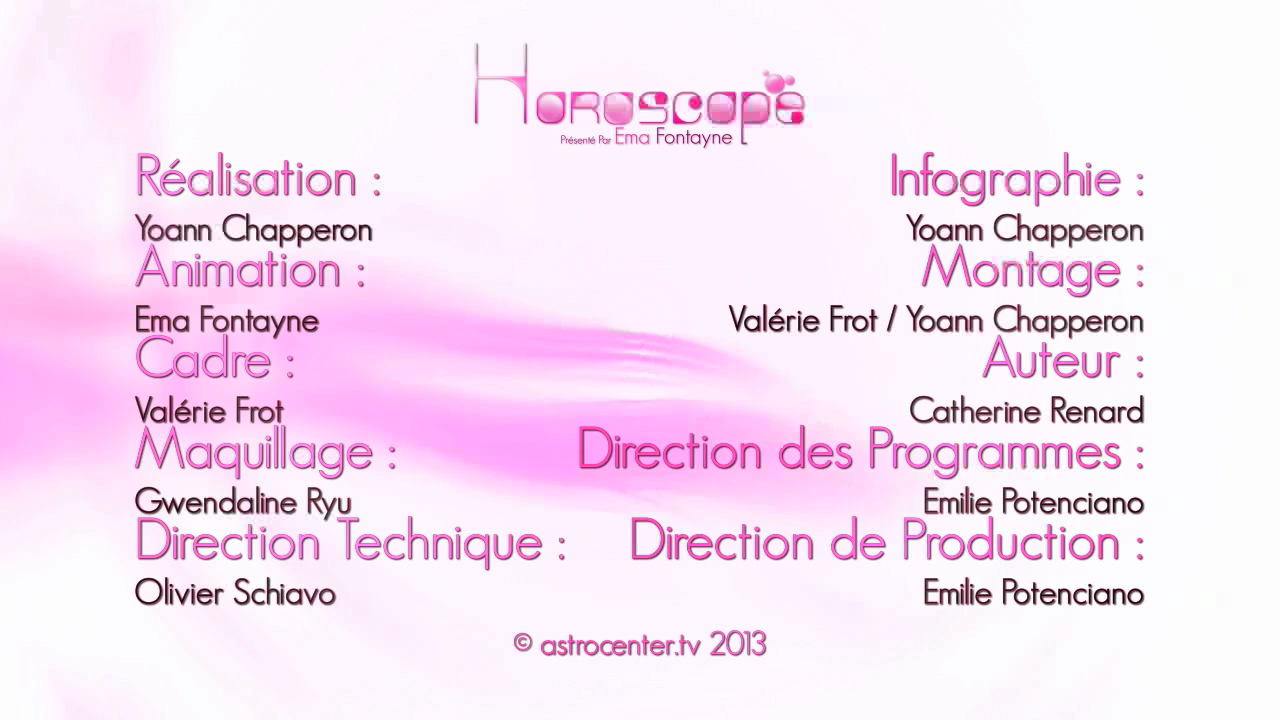 Horoscope
Présenté Par Ema Fontayne
Réalisation :
Yoann Chapperon
Animation :
Ema Fontayne
Cadre :
Valérie Frot
Maquillage :
Gwendaline Ryu
Direction Technique :
Olivier Schiavo
Infographie :
Yoann Chapperon
Montage :
Valérie Frot / Yoann Chapperon
Auteur :
Catherine Renard
Direction des Programmes :
Emilie Potenciano
Direction de Production :
Emilie Potenciano
© astrocenter.tv 2013